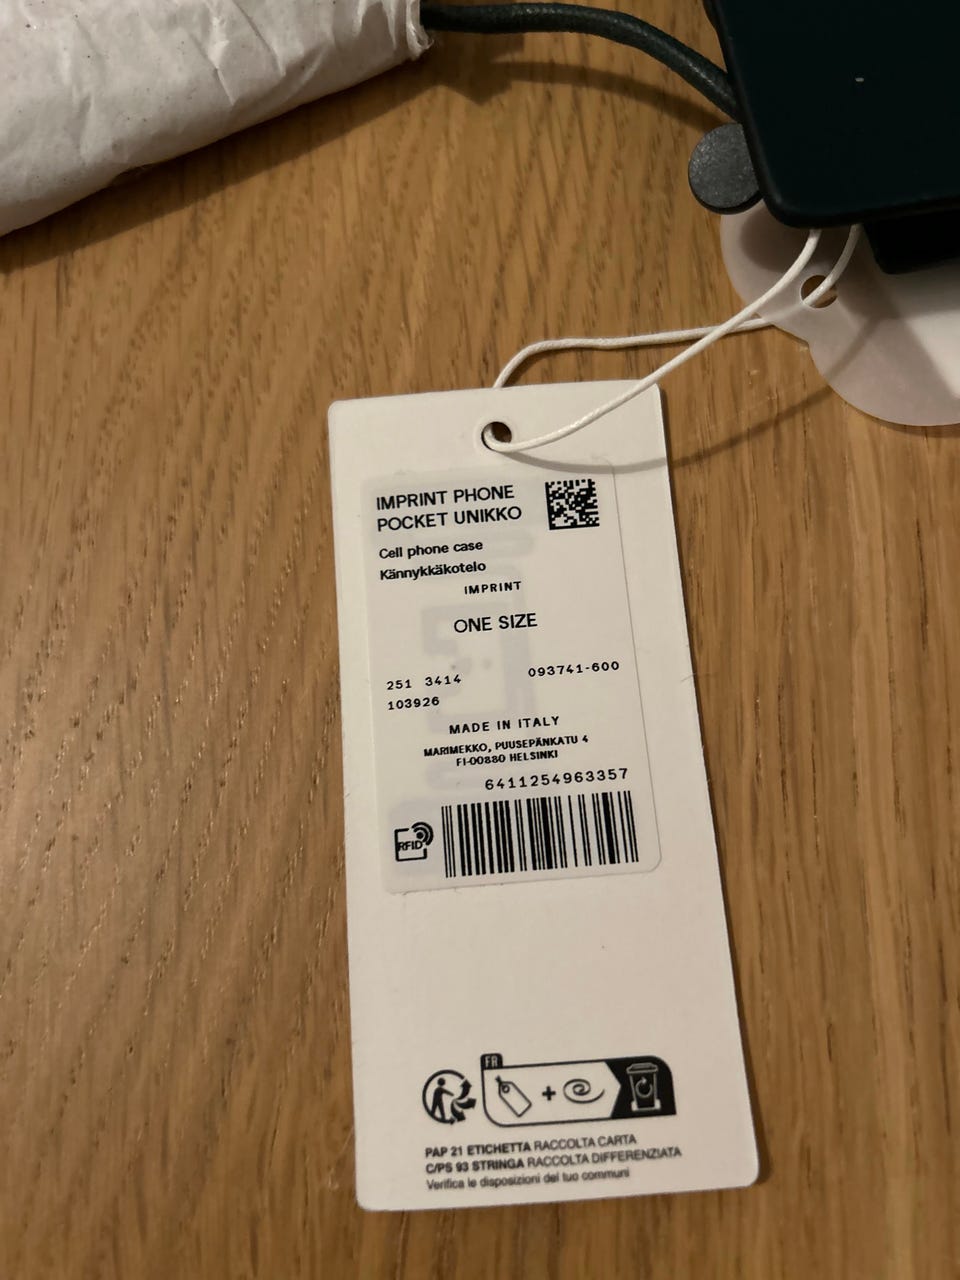 IMPRINT PHONE
POCKET UNIKKO
Cell phone case
Kännykkäkotelo
IMPRINT
ONE SIZE
251 3414 093741-600
103926
MADE IN ITALY
MARIMEKKO, PUUSEPÄNKATU 4
FI-00880 HELSINKI
6411254963357
RFID
FR
PAP 21 ETICHETTA RACCOLTA CARTA
C/PS 93 STRINGA RACCOLTA DIFFERENZIATA
Verifica le disposizioni del tuo communi